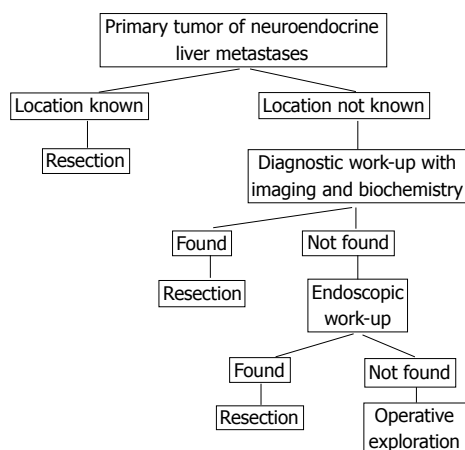 Primary tumor of neuroendocrine
liver metastases
Location known
Location not known
Resection
Diagnostic work-up with
imaging and biochemistry
Found
Not found
Resection
Endoscopic
work-up
Found
Not found
Resection
Operative
exploration